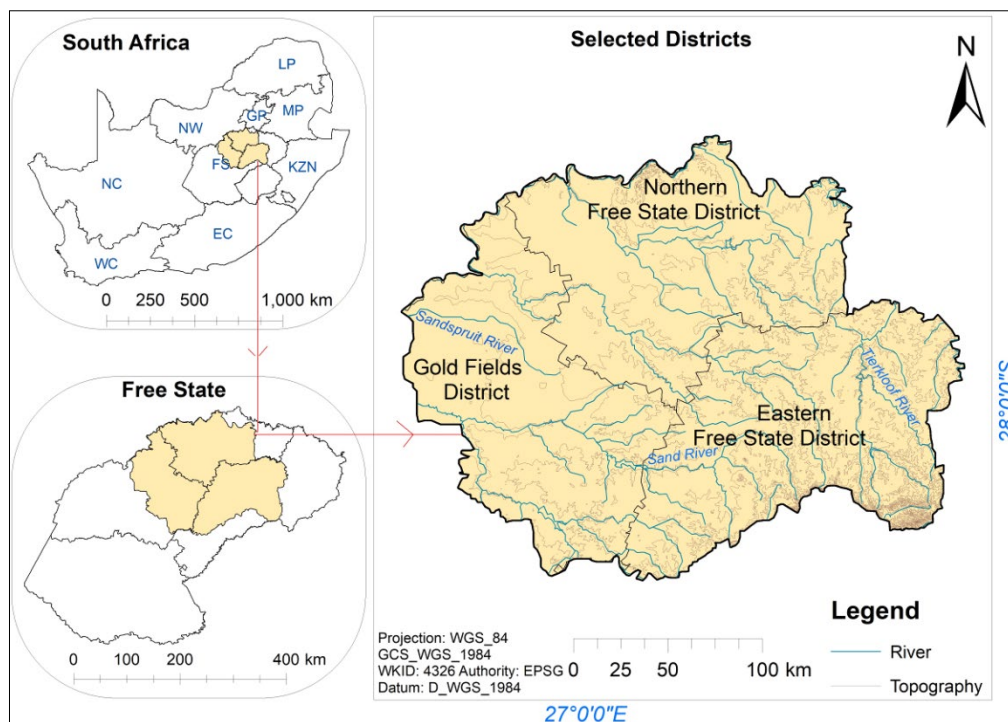 South Africa
LP
GP
MP
NW
FS
KZN
NC
EC
WC
0 250 500 1,000 km
Free State
0 100 200 400 km
Selected Districts
N
Northern
Free State District
Sandspruit River
Gold Fields
District
Tierkloof River
Eastern
Free State District
Sand River
28°0'0"S
Legend
River
Topography
Projection: WGS_84
GCS_WGS_1984
WKID: 4326 Authority: EPSG
Datum: D_WGS_1984
0 25 50 100 km
27°0'0"E